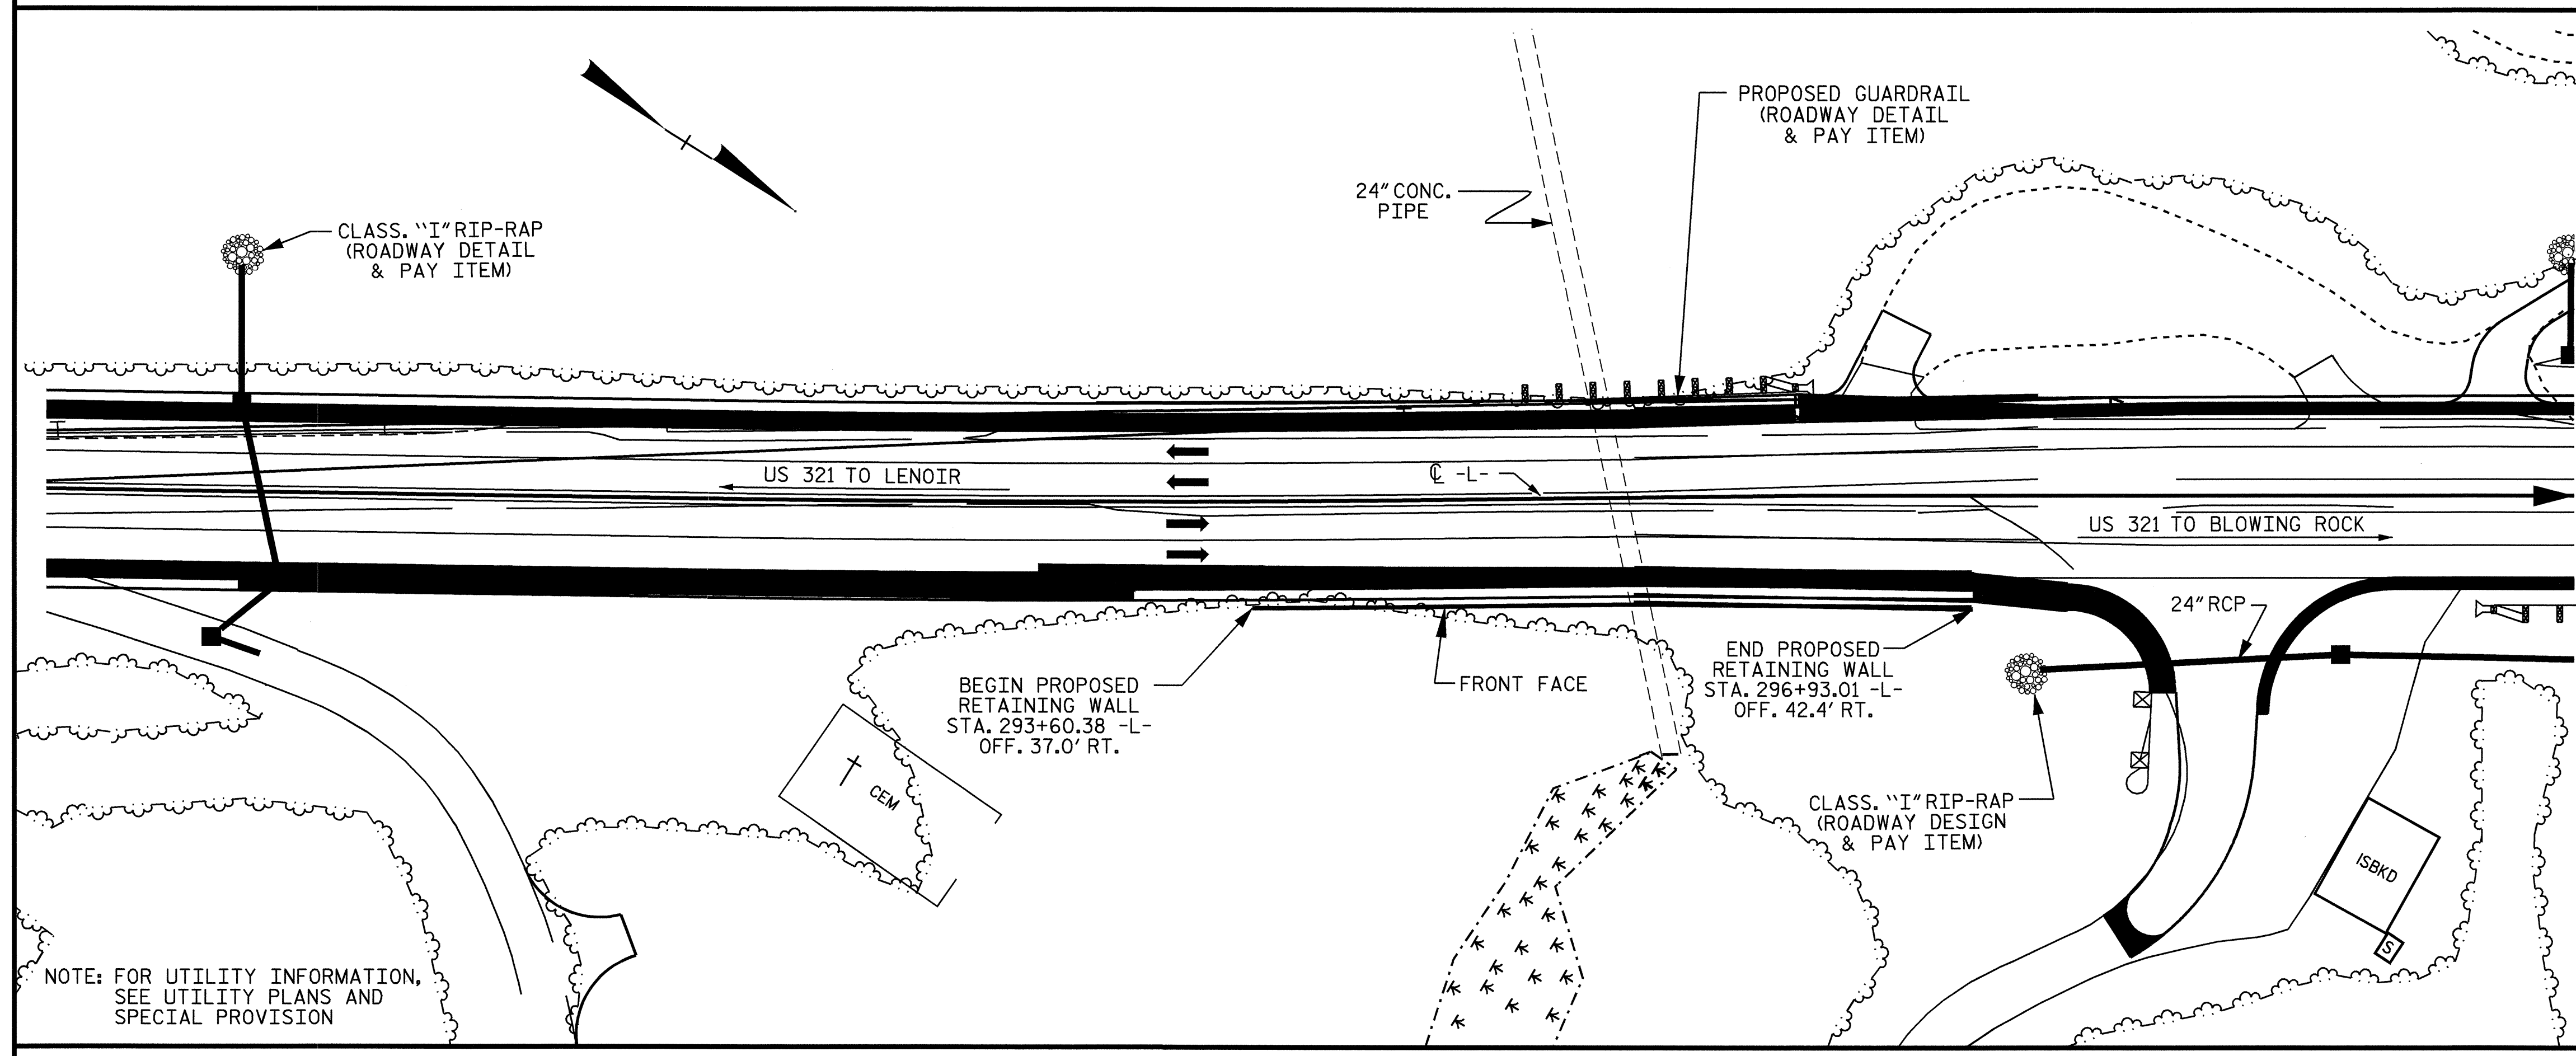 PROPOSED GUARDRAIL
(ROADWAY DETAIL
& PAY ITEM)
24" CONC.
PIPE
CLASS. "I" RIP-RAP
(ROADWAY DETAIL
& PAY ITEM)
US 321 TO LENOIR
℄ -L-
US 321 TO BLOWING ROCK
24" RCP
BEGIN PROPOSED
RETAINING WALL
STA. 293+60.38 -L-
OFF. 37.0' RT.
FRONT FACE
END PROPOSED
RETAINING WALL
STA. 296+93.01 -L-
OFF. 42.4' RT.
CEM
CLASS. "I" RIP-RAP
(ROADWAY DESIGN
& PAY ITEM)
ISBKD
S
NOTE: FOR UTILITY INFORMATION,
SEE UTILITY PLANS AND
SPECIAL PROVISION